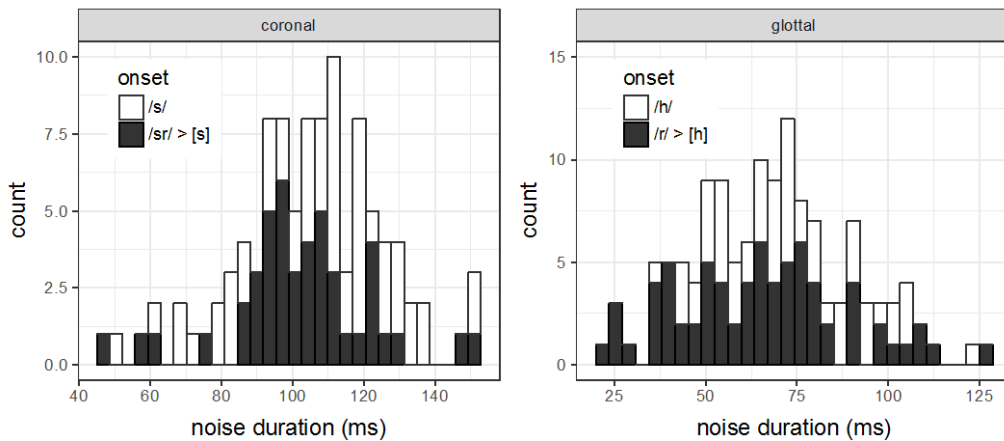 coronal
10.0
7.5
5.0
2.5
0.0
count
onset
/s/
/sr/ > [s]
40
60
80
100
120
140
noise duration (ms)
glottal
15
10
5
0
count
onset
/h/
/r/ > [h]
25
50
75
100
125
noise duration (ms)